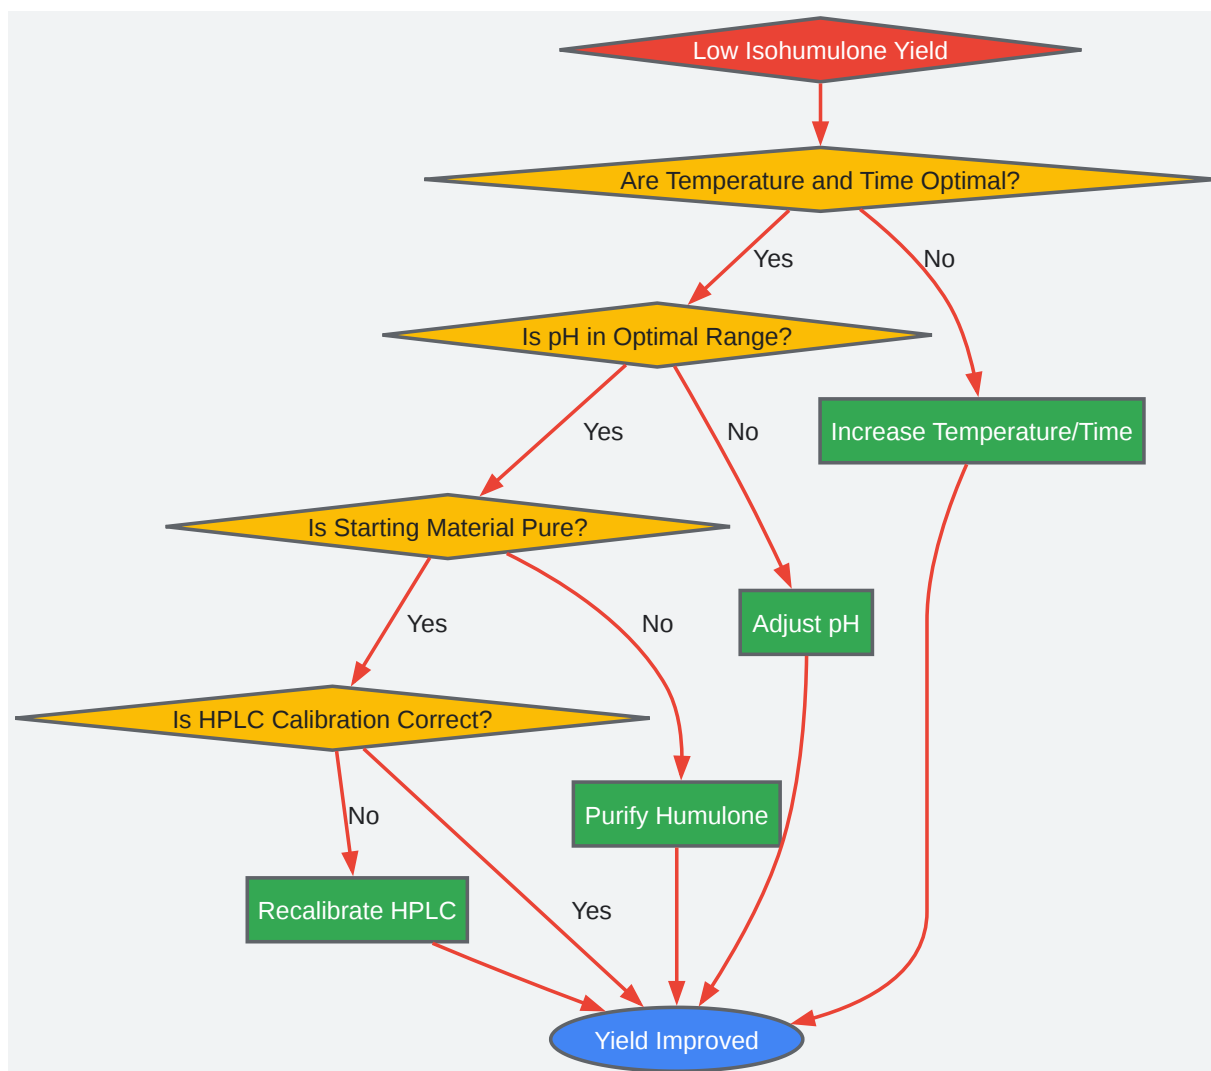 Low Isohumulone Yield
Are Temperature and Time Optimal?
Yes
No
Is pH in Optimal Range?
Yes
No
Increase Temperature/Time
Is Starting Material Pure?
Yes
No
Adjust pH
Is HPLC Calibration Correct?
No
Purify Humulone
Recalibrate HPLC
Yes
Yield Improved